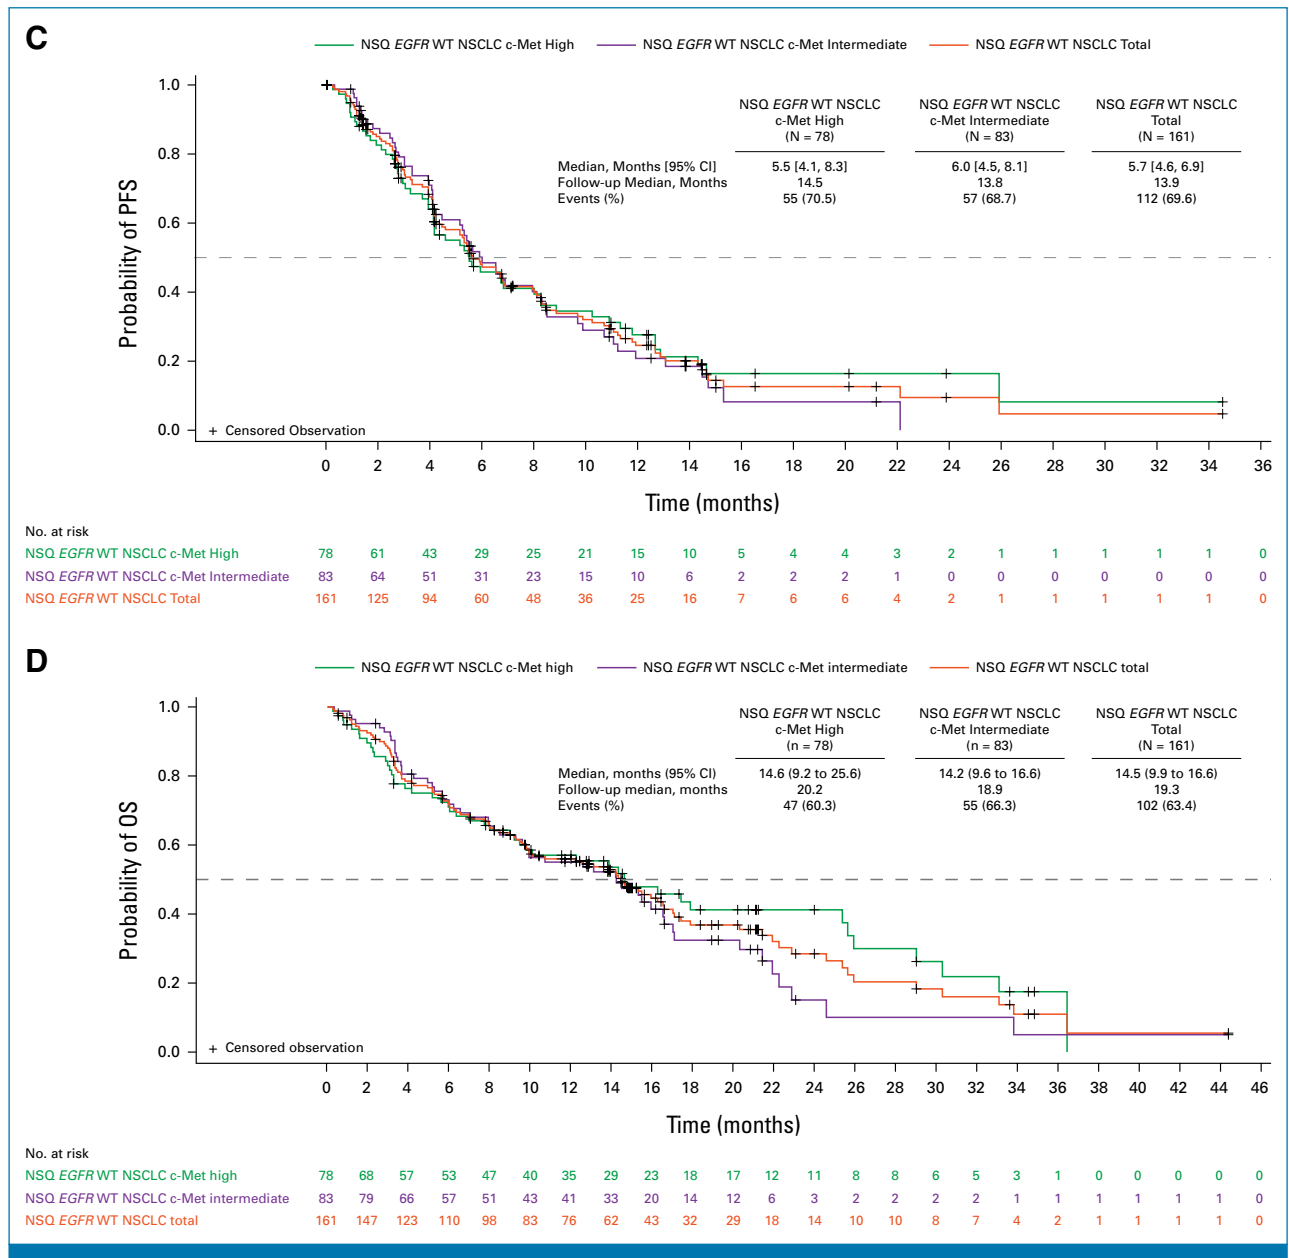 C
NSQ EGFR WT NSCLC c-Met High NSQ EGFR WT NSCLC c-Met Intermediate NSQ EGFR WT NSCLC Total
NSQ EGFR WT NSCLC NSQ EGFR WT NSCLC NSQ EGFR WT NSCLC
c-Met High c-Met Intermediate Total
(N = 78) (N = 83) (N = 161)
Median, Months [95% CI] 5.5 [4.1, 8.3] 6.0 [4.5, 8.1] 5.7 [4.6, 6.9]
Follow-up Median, Months 14.5 13.8 13.9
Events (%) 55 (70.5) 57 (68.7) 112 (69.6)
Probability of PFS
1.0
0.8
0.6
0.4
0.2
0.0
+ Censored Observation
0 2 4 6 8 10 12 14 16 18 20 22 24 26 28 30 32 34 36
Time (months)
No. at risk
NSQ EGFR WT NSCLC c-Met High 78 61 43 29 25 21 15 10 5 4 4 3 2 1 1 1 1 1 0
NSQ EGFR WT NSCLC c-Met Intermediate 83 64 51 31 23 15 10 6 2 2 2 1 0 0 0 0 0 0 0
NSQ EGFR WT NSCLC Total 161 125 94 60 48 36 25 16 7 6 6 4 2 1 1 1 1 1 0
D
NSQ EGFR WT NSCLC c-Met high NSQ EGFR WT NSCLC c-Met intermediate NSQ EGFR WT NSCLC total
NSQ EGFR WT NSCLC NSQ EGFR WT NSCLC NSQ EGFR WT NSCLC
c-Met High c-Met Intermediate Total
(n = 78) (n = 83) (N = 161)
Median, months (95% CI) 14.6 (9.2 to 25.6) 14.2 (9.6 to 16.6) 14.5 (9.9 to 16.6)
Follow-up median, months 20.2 18.9 19.3
Events (%) 47 (60.3) 55 (66.3) 102 (63.4)
Probability of OS
1.0
0.8
0.6
0.4
0.2
0.0
+ Censored observation
0 2 4 6 8 10 12 14 16 18 20 22 24 26 28 30 32 34 36 38 40 42 44 46
Time (months)
No. at risk
NSQ EGFR WT NSCLC c-Met high 78 68 57 53 47 40 35 29 23 18 17 12 11 8 8 6 5 3 1 0 0 0 0 0
NSQ EGFR WT NSCLC c-Met intermediate 83 79 66 57 51 43 41 33 20 14 12 6 3 2 2 2 2 1 1 1 1 1 1 0
NSQ EGFR WT NSCLC total 161 147 123 110 98 83 76 62 43 32 29 18 14 10 10 8 7 4 2 1 1 1 1 0